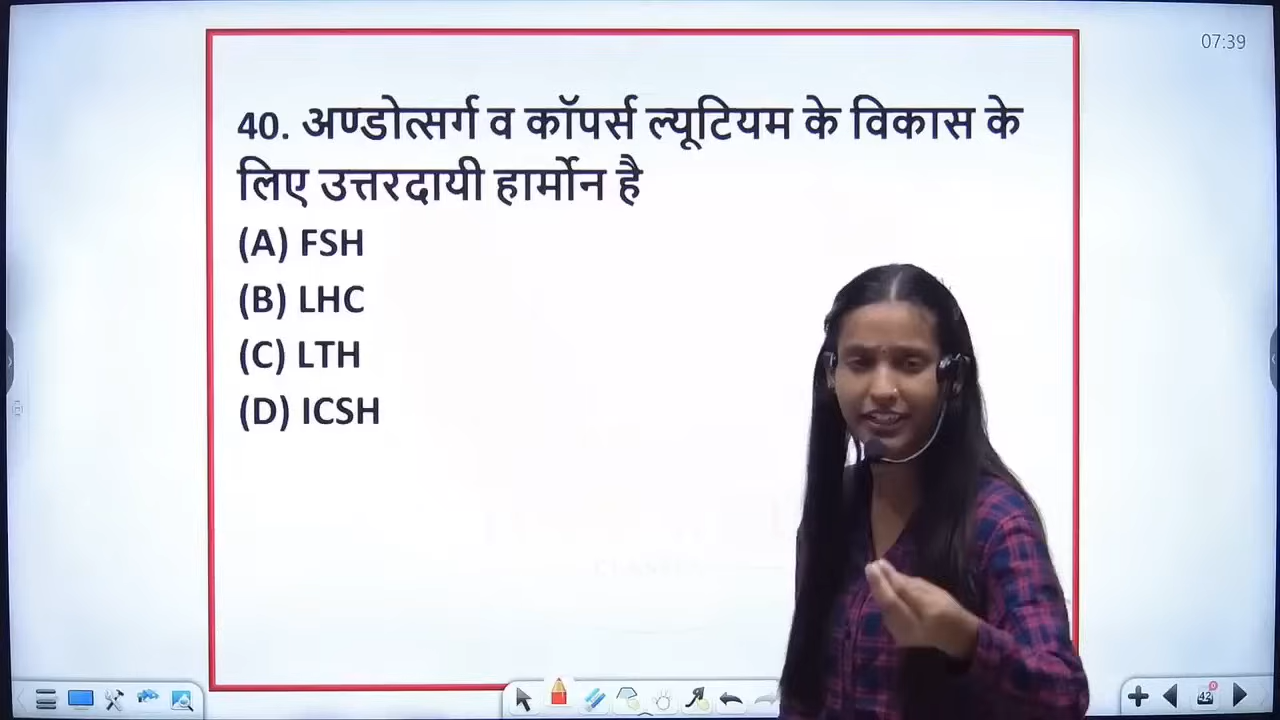 07:39
40. अण्डोत्सर्ग व कॉपर्स ल्यूटियम के विकास के
लिए उत्तरदायी हार्मोन है
(A) FSH
(B) LHC
(C) LTH
(D) ICSH
42